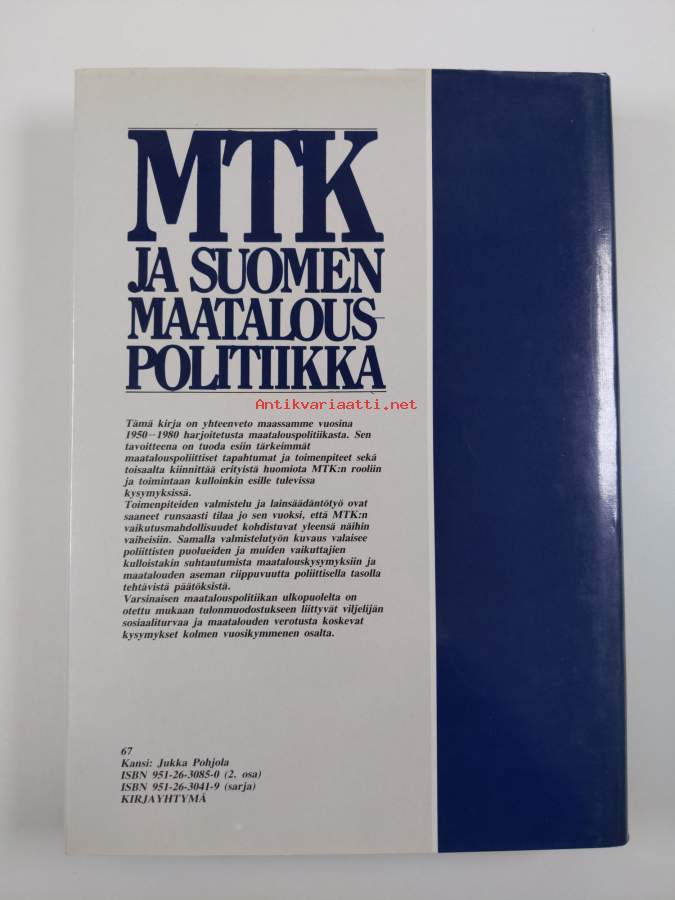 MTK
JA SUOMEN
MAATALOUS-
POLITIIKKA
Antikvariaatti.net
Tämä kirja on yhteenveto maassamme vuosina
1950—1980 harjoitetusta maatalouspolitiikasta. Sen
tavoitteena on tuoda esiin tärkeimmät
maatalouspoliittiset tapahtumat ja toimenpiteet sekä
toisaalta kiinnittää erityistä huomiota MTK:n rooliin
ja toimintaan kulloinkin esille tulevissa
kysymyksissä.
Toimenpiteiden valmistelu ja lainsäädäntötyö ovat
saaneet runsaasti tilaa jo sen vuoksi, että MTK:n
vaikutusmahdollisuudet kohdistuvat yleensä näihin
vaiheisiin. Samalla valmistelutyön kuvaus valaisee
poliittisten puolueiden ja muiden vaikuttajien
kulloistakin suhtautumista maatalouskysymyksiin ja
maatalouden aseman riippuvuutta poliittisella tasolla
tehtävistä päätöksistä.
Varsinaisen maatalouspolitiikan ulkopuolelta on
otettu mukaan tulonmuodostukseen liittyvät viljelijän
sosiaaliturvaa ja maatalouden verotusta koskevat
kysymykset kolmen vuosikymmenen osalta.
67
Kansi: Jukka Pohjola
ISBN 951-26-3085-0 (2. osa)
ISBN 951-26-3041-9 (sarja)
KIRJAYHTYMÄ